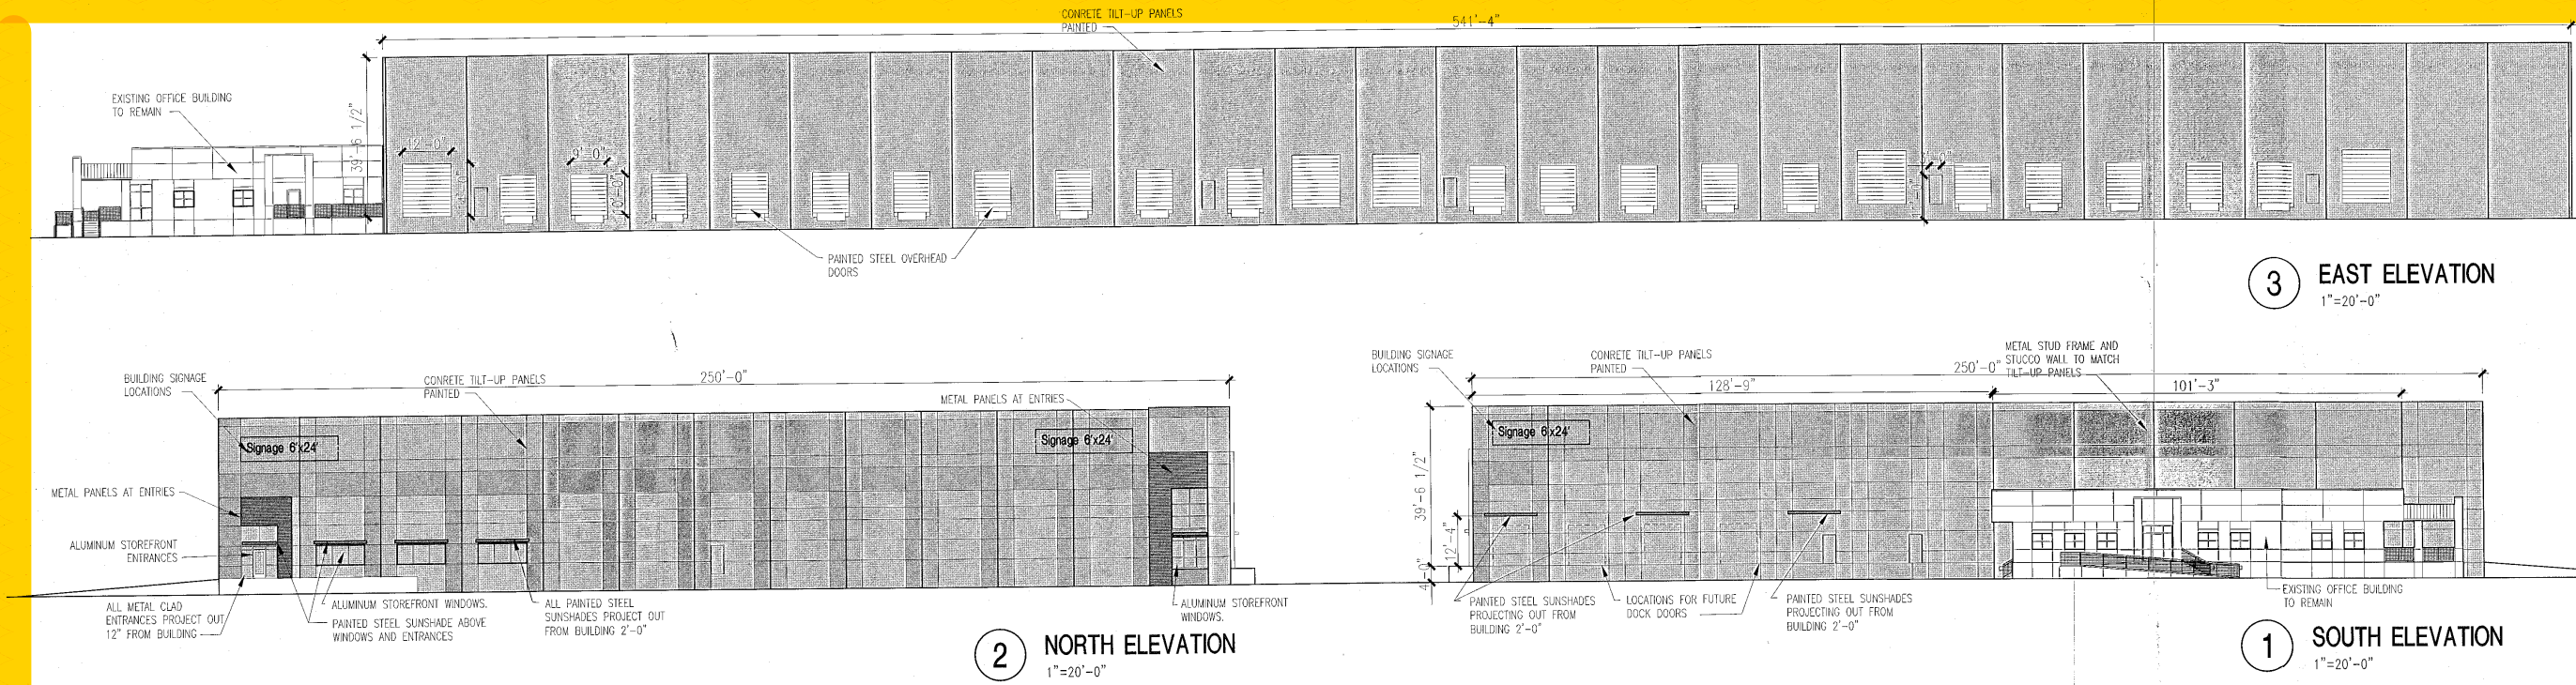 CONRETE TILT-UP PANELS
PAINTED
541'-4"
EXISTING OFFICE BUILDING
TO REMAIN
39'-6 1/2"
12'-0"
9'-0"
10'-0"
PAINTED STEEL OVERHEAD
DOORS
3
EAST ELEVATION
1"=20'-0"
BUILDING SIGNAGE
LOCATIONS
CONRETE TILT-UP PANELS
PAINTED
250'-0"
METAL PANELS AT ENTRIES
Signage 6'x24'
Signage 6'x24'
METAL PANELS AT ENTRIES
ALUMINUM STOREFRONT
ENTRANCES
ALL METAL CLAD
ENTRANCES PROJECT OUT
12" FROM BUILDING
ALUMINUM STOREFRONT WINDOWS.
PAINTED STEEL SUNSHADE ABOVE
WINDOWS AND ENTRANCES
ALL PAINTED STEEL
SUNSHADES PROJECT OUT
FROM BUILDING 2'-0"
ALUMINUM STOREFRONT
WINDOWS.
2
NORTH ELEVATION
1"=20'-0"
BUILDING SIGNAGE
LOCATIONS
CONRETE TILT-UP PANELS
PAINTED
METAL STUD FRAME AND
STUCCO WALL TO MATCH
TILT-UP PANELS
250'-0"
128'-9"
101'-3"
Signage 6'x24'
39'-6 1/2"
12'-4"
4'-0"
PAINTED STEEL SUNSHADES
PROJECTING OUT FROM
BUILDING 2'-0"
LOCATIONS FOR FUTURE
DOCK DOORS
PAINTED STEEL SUNSHADES
PROJECTING OUT FROM
BUILDING 2'-0"
EXISTING OFFICE BUILDING
TO REMAIN
1
SOUTH ELEVATION
1"=20'-0"